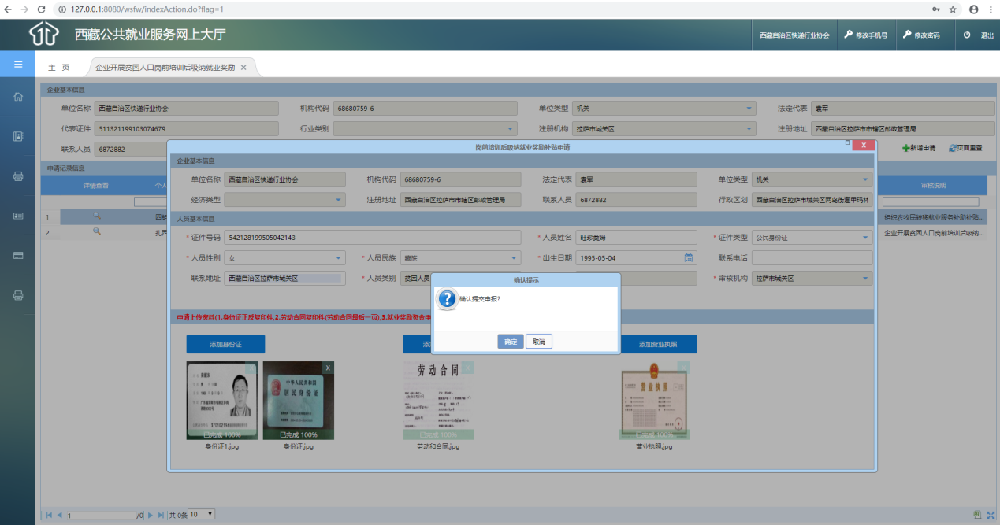 127.0.0.1:8080/wsfw/indexAction.do?flag=1
西藏公共就业服务网上大厅
西藏自治区快递行业协会 修改手机号 修改密码 退出
主 页 企业开展贫困人口岗前培训后吸纳就业奖励
企业基本信息
单位名称 西藏自治区快递行业协会 机构代码 68680759-6 单位类型 机关 法定代表 袁军
代表证件 511321199103074679 行业类别 注册机构 拉萨市城关区 注册地址 西藏自治区拉萨市市辖区邮政管理局
联系人员 6872882
新增申请 页面重置
申请记录信息
详情查看 个人 审核说明
1 组织农牧民转移就业服务补助补贴...
2 扎西 企业开展贫困人口岗前培训后吸纳...
岗前培训后吸纳就业奖励补贴申请
X
企业基本信息
单位名称 西藏自治区快递行业协会 机构代码 68680759-6 法定代表 袁军 单位类型 机关
经济类型 注册地址 西藏自治区拉萨市市辖区邮政管理局 联系人员 6872882 行政区划 西藏自治区拉萨市城关区两岛街道甲玛林
人员基本信息
* 证件号码 542128199505042143 * 人员姓名 旺珍曲姆 * 证件类型 公民身份证
* 人员性别 女 * 人员民族 藏族 * 出生日期 1995-05-04 联系电话
联系地址 西藏自治区拉萨市城关区 * 人员类别 贫困人员 * 审核机构 拉萨市城关区
确认提示
确认提交申报?
确定 取消
申请上传资料(1.身份证正反复印件,2.劳动合同复印件(劳动合同最后一页),3.就业奖励资金申
添加身份证 添加营业执照
X
中华人民共和国
居民身份证
劳动合同
营业执照
已完成 100% 已完成 100% 已完成 100% 已完成 100%
身份证1.jpg 身份证.jpg 劳动和合同.jpg 营业执照.jpg
1 /0 共 0条 10